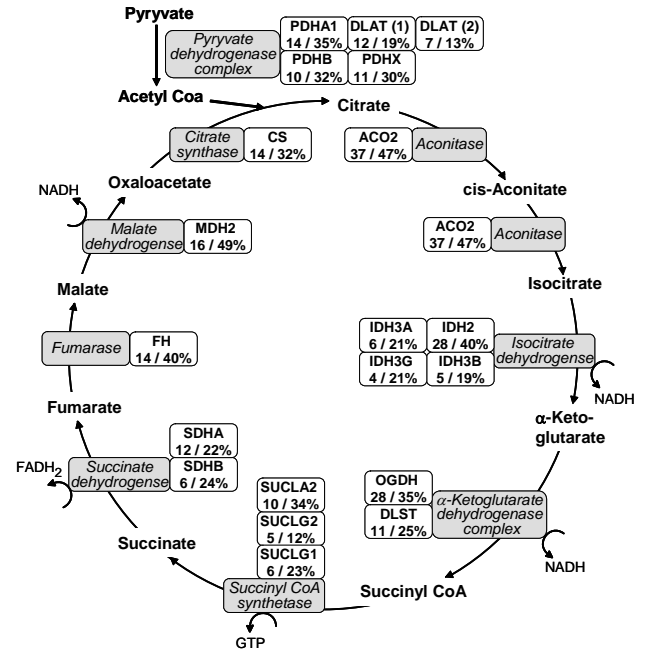 Pyryvate
Pyryvate
dehydrogenase
complex
PDHA1
14 / 35%
DLAT (1)
12 / 19%
DLAT (2)
7 / 13%
PDHB
10 / 32%
PDHX
11 / 30%
Acetyl Coa
Citrate
Citrate
synthase
CS
14 / 32%
ACO2
37 / 47%
Aconitase
Oxaloacetate
cis-Aconitate
NADH
Malate
dehydrogense
MDH2
16 / 49%
ACO2
37 / 47%
Aconitase
Malate
Isocitrate
Fumarase
FH
14 / 40%
IDH3A
6 / 21%
IDH2
28 / 40%
IDH3G
4 / 21%
IDH3B
5 / 19%
Isocitrate
dehydrogense
NADH
Fumarate
α-Keto-
glutarate
SDHA
12 / 22%
SDHB
6 / 24%
Succinate
dehydrogense
FADH2
OGDH
28 / 35%
DLST
11 / 25%
α-Ketoglutarate
dehydrogenase
complex
NADH
SUCLA2
10 / 34%
SUCLG2
5 / 12%
SUCLG1
6 / 23%
Succinate
Succinyl CoA
synthetase
Succinyl CoA
GTP